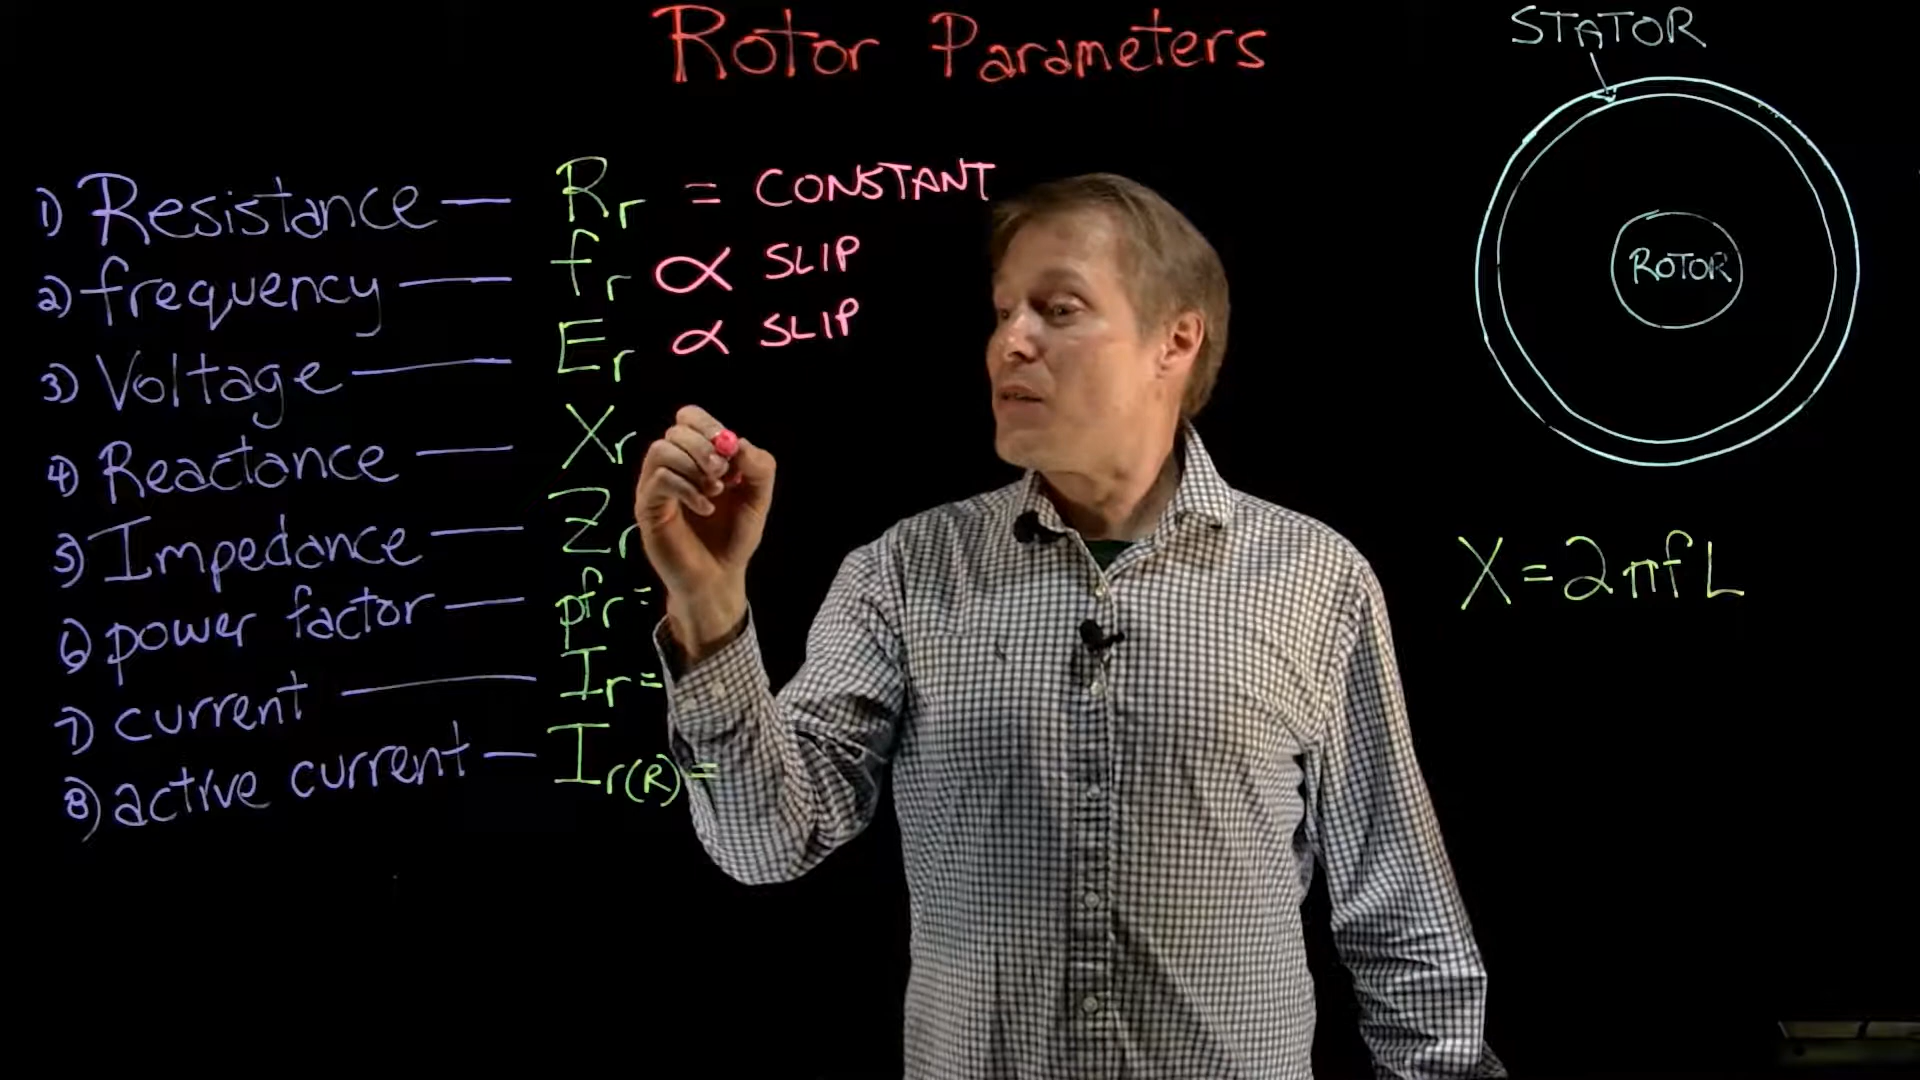 Rotor Parameters
1) Resistance — Rr = CONSTANT
2) frequency — fr ∝ SLIP
3) Voltage — Er ∝ SLIP
4) Reactance — Xr
5) Impedance — Zr
6) power factor — pfr =
7) current — Ir =
8) active current — Ir(R) =
STATOR
ROTOR
X = 2πfL